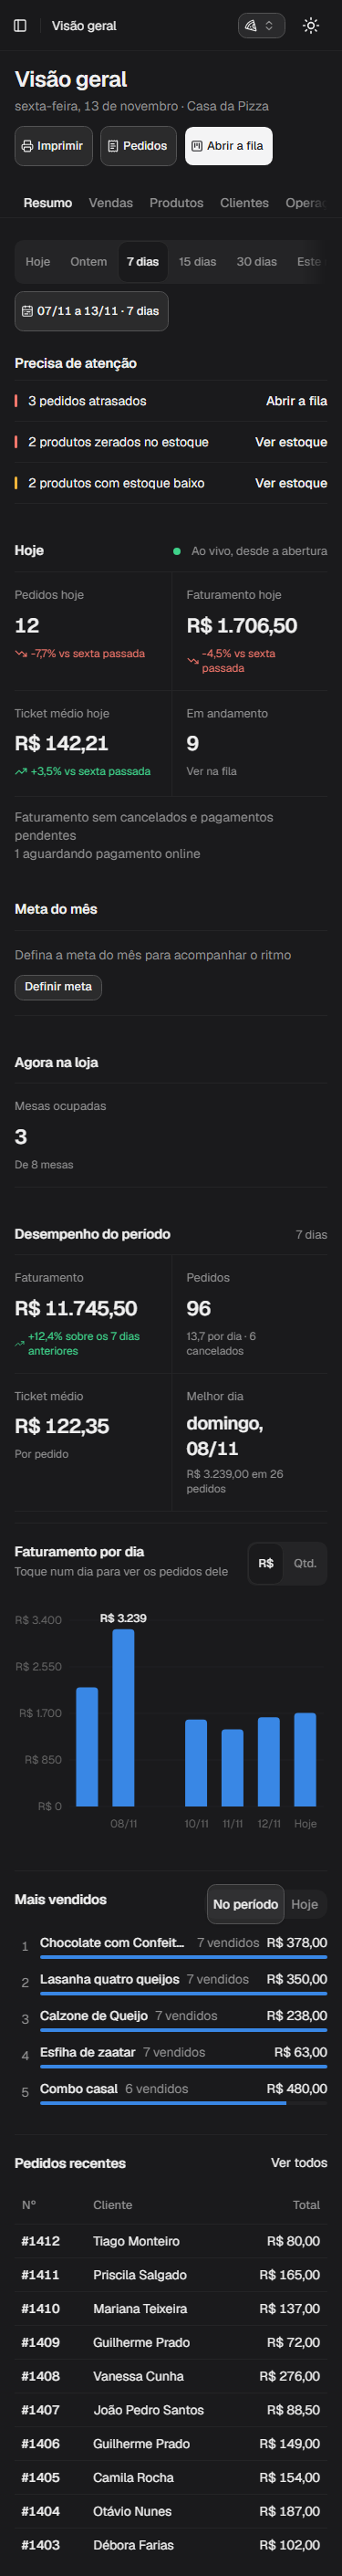 Visão geral
Visão geral
sexta-feira, 13 de novembro · Casa da Pizza
Imprimir Pedidos Abrir a fila
Resumo Vendas Produtos Clientes Operaç
Hoje Ontem 7 dias 15 dias 30 dias Este
07/11 a 13/11 · 7 dias
Precisa de atenção
3 pedidos atrasados Abrir a fila
2 produtos zerados no estoque Ver estoque
2 produtos com estoque baixo Ver estoque
Hoje Ao vivo, desde a abertura
Pedidos hoje
12
-7,7% vs sexta passada
Faturamento hoje
R$ 1.706,50
-4,5% vs sexta
passada
Ticket médio hoje
R$ 142,21
+3,5% vs sexta passada
Em andamento
9
Ver na fila
Faturamento sem cancelados e pagamentos
pendentes
1 aguardando pagamento online
Meta do mês
Defina a meta do mês para acompanhar o ritmo
Definir meta
Agora na loja
Mesas ocupadas
3
De 8 mesas
Desempenho do período 7 dias
Faturamento
R$ 11.745,50
+12,4% sobre os 7 dias
anteriores
Pedidos
96
13,7 por dia · 6
cancelados
Ticket médio
R$ 122,35
Por pedido
Melhor dia
domingo,
08/11
R$ 3.239,00 em 26
pedidos
Faturamento por dia
Toque num dia para ver os pedidos dele
R$ Qtd.
R$ 3.400
R$ 3.239
R$ 2.550
R$ 1.700
R$ 850
R$ 0
08/11 10/11 11/11 12/11 Hoje
Mais vendidos No período Hoje
1 Chocolate com Confeit... 7 vendidos R$ 378,00
2 Lasanha quatro queijos 7 vendidos R$ 350,00
3 Calzone de Queijo 7 vendidos R$ 238,00
4 Esfiha de zaatar 7 vendidos R$ 63,00
5 Combo casal 6 vendidos R$ 480,00
Pedidos recentes Ver todos
Nº Cliente Total
#1412 Tiago Monteiro R$ 80,00
#1411 Priscila Salgado R$ 165,00
#1410 Mariana Teixeira R$ 137,00
#1409 Guilherme Prado R$ 72,00
#1408 Vanessa Cunha R$ 276,00
#1407 João Pedro Santos R$ 88,50
#1406 Guilherme Prado R$ 149,00
#1405 Camila Rocha R$ 154,00
#1404 Otávio Nunes R$ 187,00
#1403 Débora Farias R$ 102,00